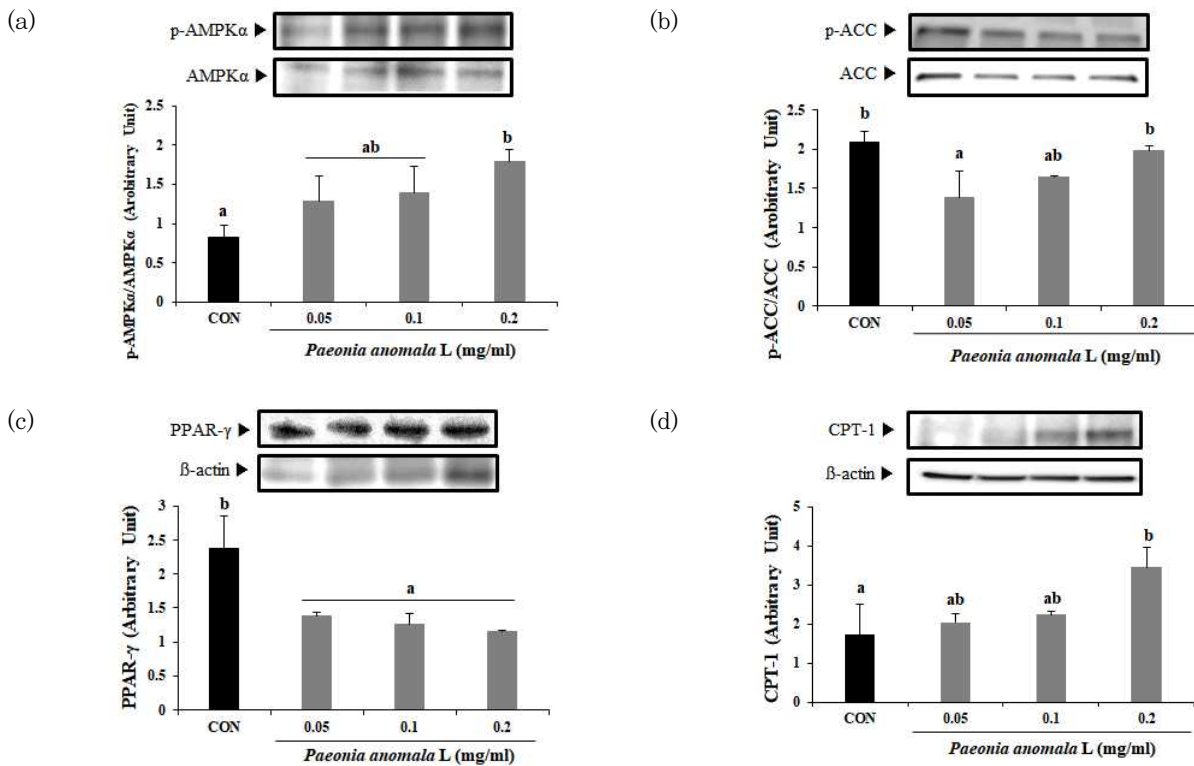 (a)
p-AMPKα ►
AMPKα ►
p-AMPKα/AMPKα (Arobitrary Unit)
2.5
2
1.5
1
0.5
0
a
ab
b
CON
0.05
0.1
0.2
Paeonia anomala L (mg/ml)
(b)
p-ACC ►
ACC ►
p-ACC/ACC (Arobitraty Unit)
2.5
2
1.5
1
0.5
0
b
a
ab
b
CON
0.05
0.1
0.2
Paeonia anomala L (mg/ml)
(c)
PPAR-γ ►
ß-actin ►
PPAR-γ (Arbitrary Unit)
3
2.5
2
1.5
1
0.5
0
b
a
CON
0.05
0.1
0.2
Paeonia anomala L (mg/ml)
(d)
CPT-1 ►
ß-actin ►
CPT-1 (Arbitrary Unit)
5
4
3
2
1
0
a
ab
ab
b
CON
0.05
0.1
0.2
Paeonia anomala L (mg/ml)